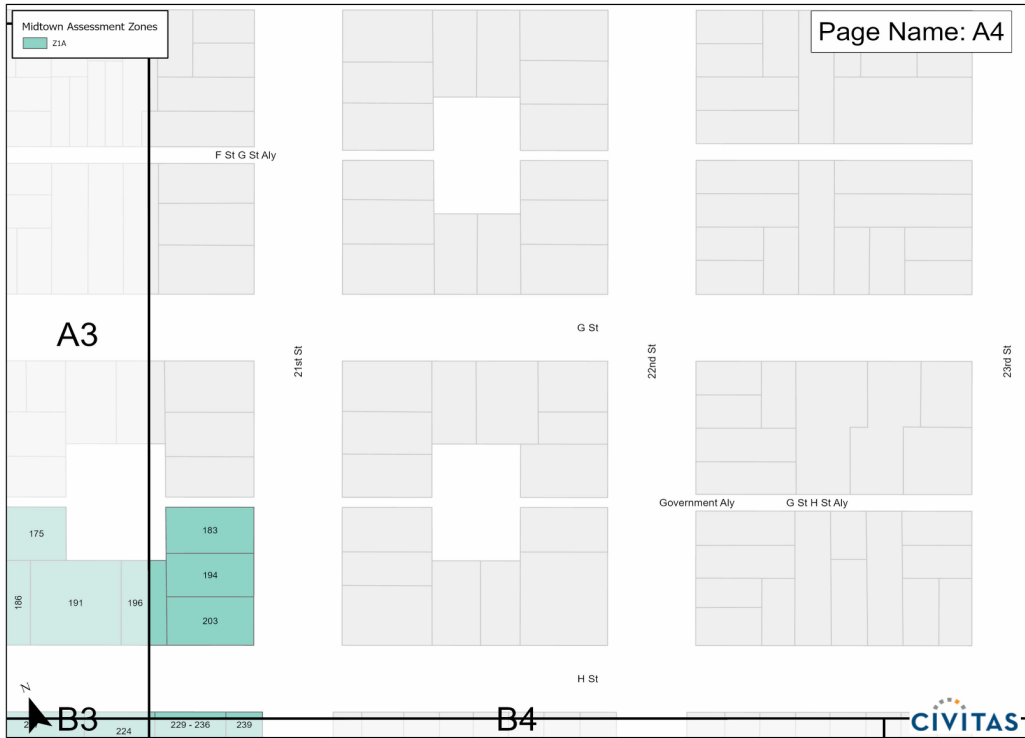 Midtown Assessment Zones
Z1A
Page Name: A4
F St G St Aly
A3
G St
21st St
22nd St
23rd St
Government Aly
G St H St Aly
175
183
194
186
191
196
203
H St
N
B3
224
229 - 236
239
B4
CIVITAS